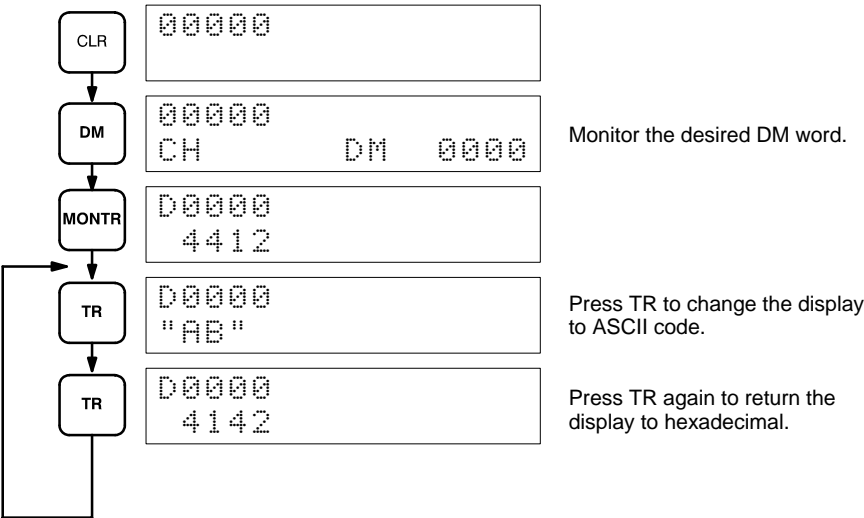 CLR
00000
DM
00000
CH DM 0000
Monitor the desired DM word.
MONTR
D0000
4412
TR
D0000
"AB"
Press TR to change the display
to ASCII code.
TR
D0000
4142
Press TR again to return the
display to hexadecimal.